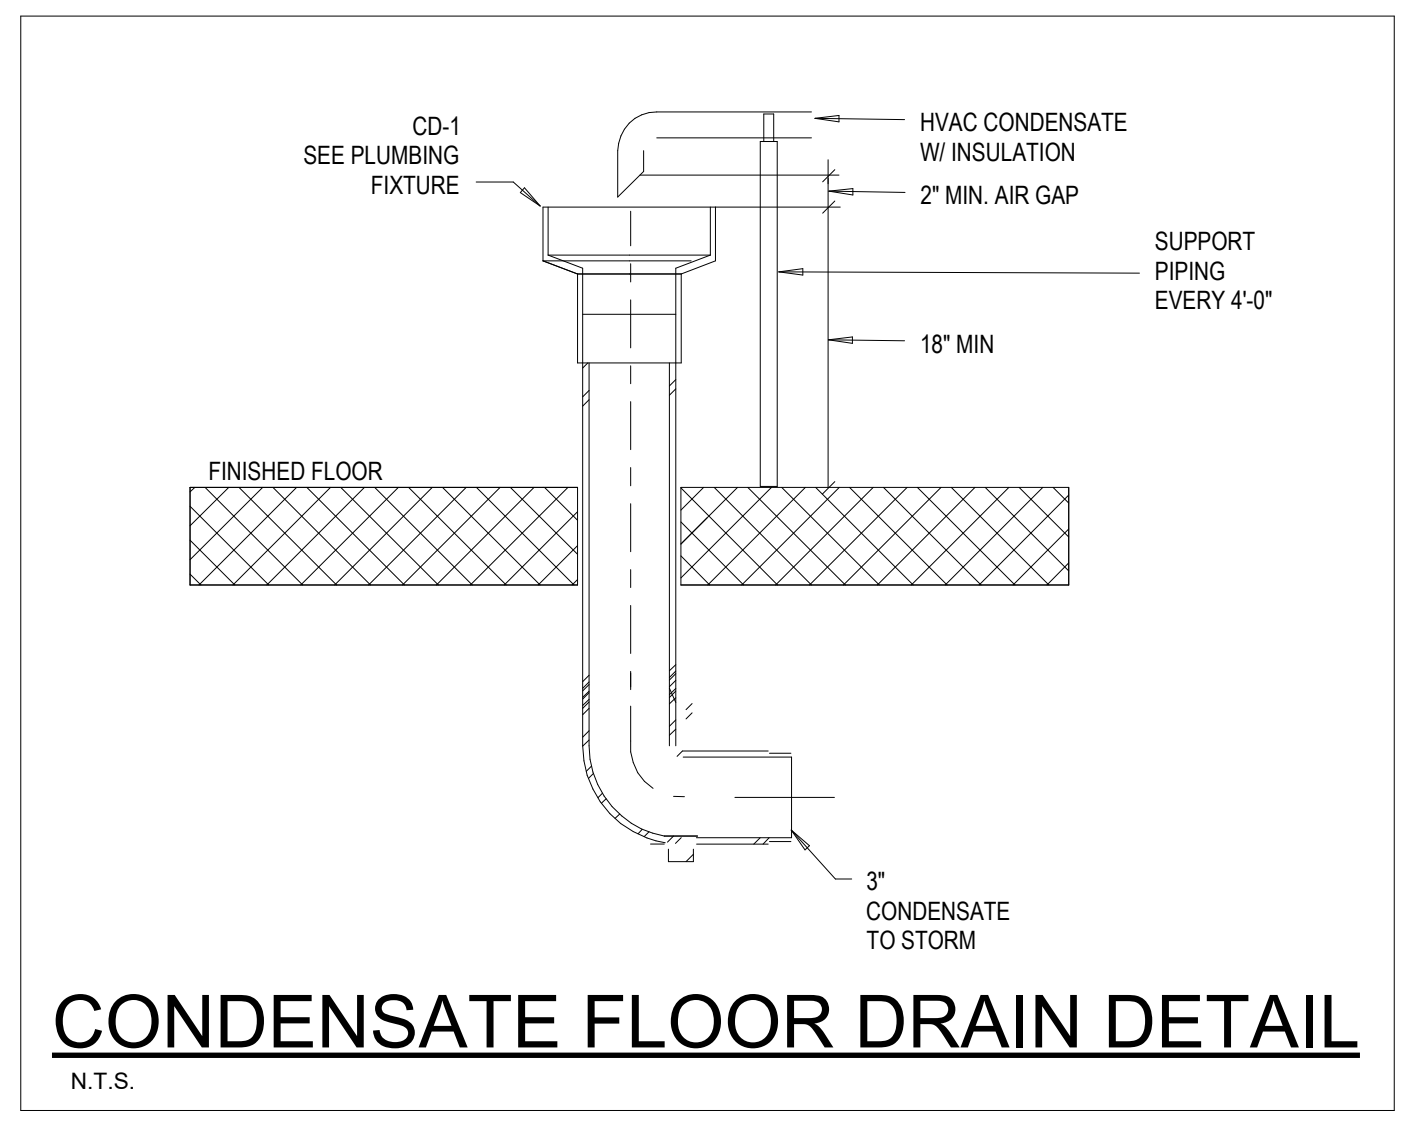 CD-1
SEE PLUMBING
FIXTURE
HVAC CONDENSATE
W/ INSULATION
2" MIN. AIR GAP
SUPPORT
PIPING
EVERY 4'-0"
18" MIN
FINISHED FLOOR
3"
CONDENSATE
TO STORM
CONDENSATE FLOOR DRAIN DETAIL
N.T.S.